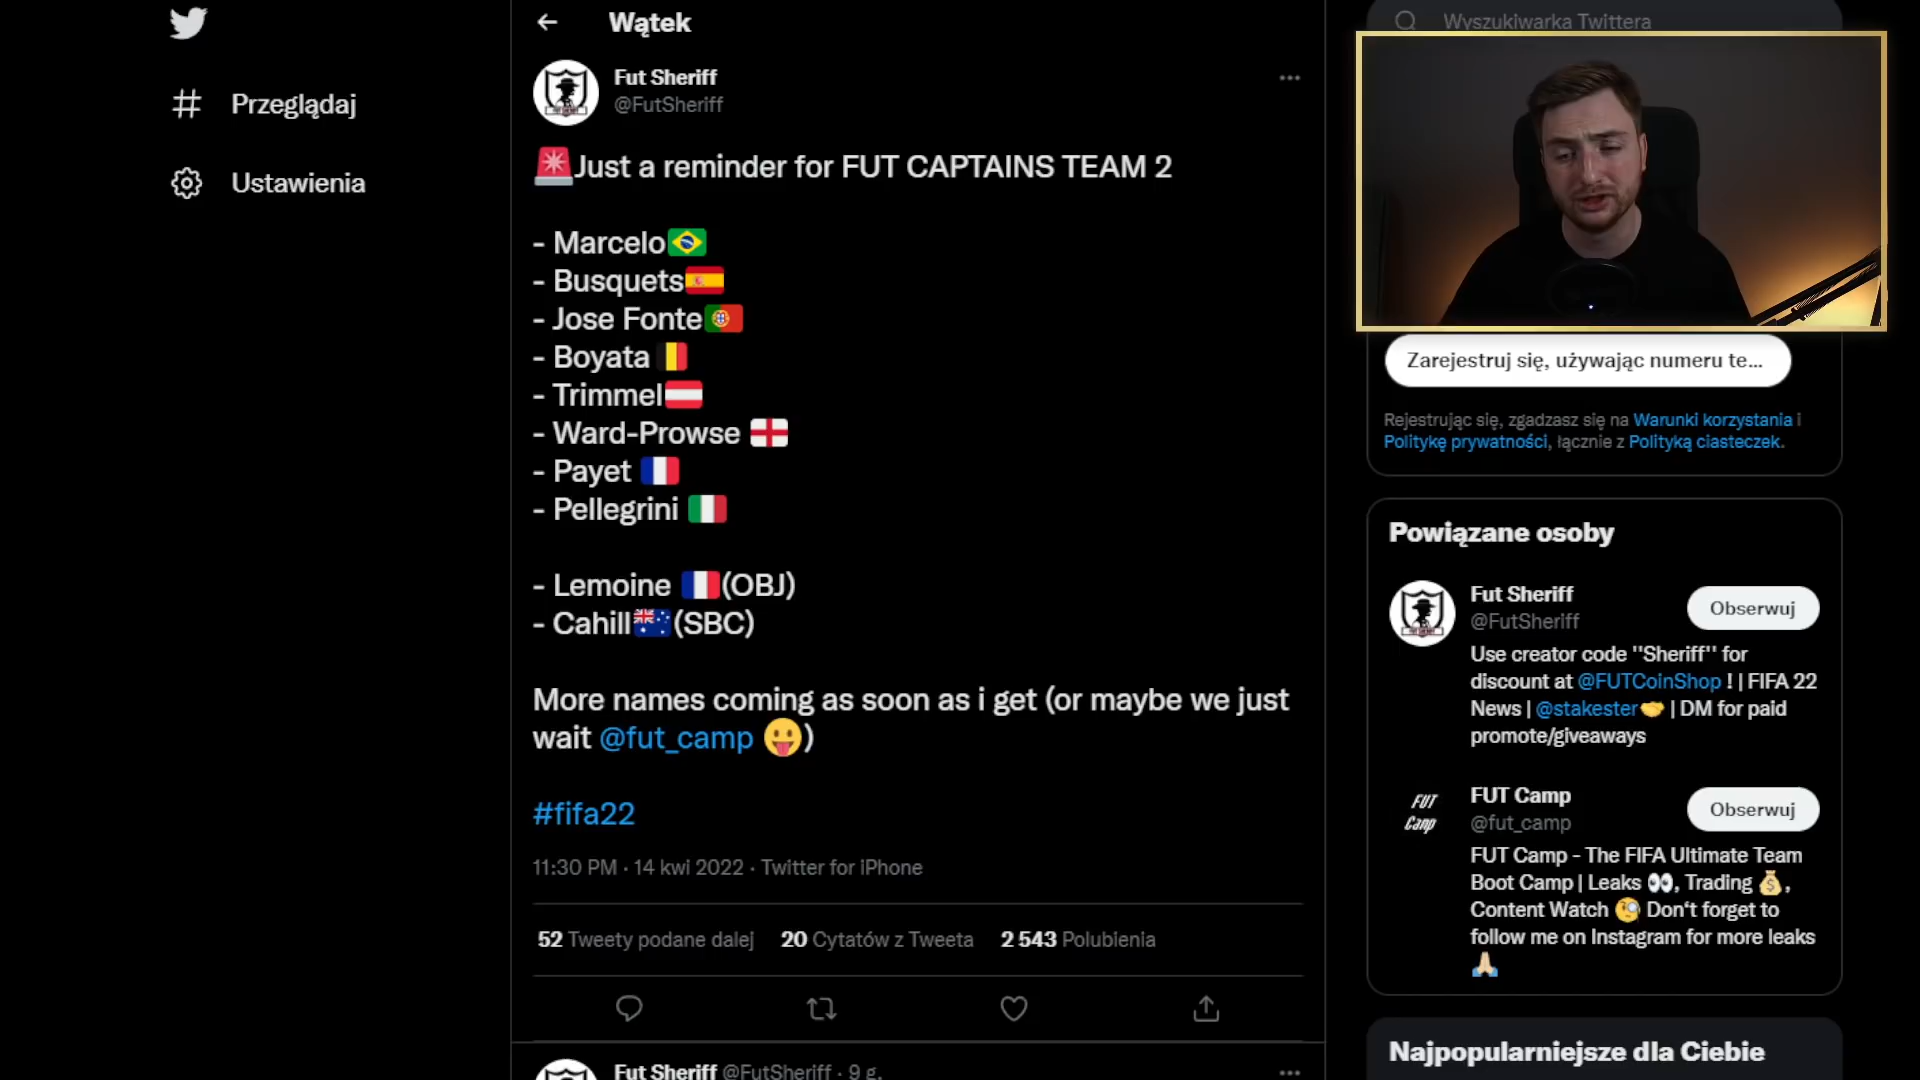 Wątek
Wyszukiwarka Twittera
Przeglądaj
Ustawienia
Fut Sheriff
@FutSheriff
🚨Just a reminder for FUT CAPTAINS TEAM 2
- Marcelo🇧🇷
- Busquets🇪🇸
- Jose Fonte🇵🇹
- Boyata 🇧🇪
- Trimmel🇦🇹
- Ward-Prowse 🏴󠁧󠁢󠁥󠁮󠁧󠁿
- Payet 🇫🇷
- Pellegrini 🇮🇹
- Lemoine 🇫🇷(OBJ)
- Cahill🇦🇺(SBC)
More names coming as soon as i get (or maybe we just
wait @fut_camp 😛)
#fifa22
11:30 PM · 14 kwi 2022 · Twitter for iPhone
52 Tweety podane dalej 20 Cytatów z Tweeta 2 543 Polubienia
Fut Sheriff @FutSheriff · 9 g.
Zarejestruj się, używając numeru te...
Rejestrując się, zgadzasz się na Warunki korzystania i
Politykę prywatności, łącznie z Polityką ciasteczek.
Powiązane osoby
Fut Sheriff
@FutSheriff
Obserwuj
Use creator code "Sheriff" for
discount at @FUTCoinShop ! | FIFA 22
News | @stakester🤝 | DM for paid
promote/giveaways
FUT
Camp
FUT Camp
@fut_camp
Obserwuj
FUT Camp - The FIFA Ultimate Team
Boot Camp | Leaks 👀, Trading 💰,
Content Watch 🧐 Don't forget to
follow me on Instagram for more leaks
🙏🏼
Najpopularniejsze dla Ciebie